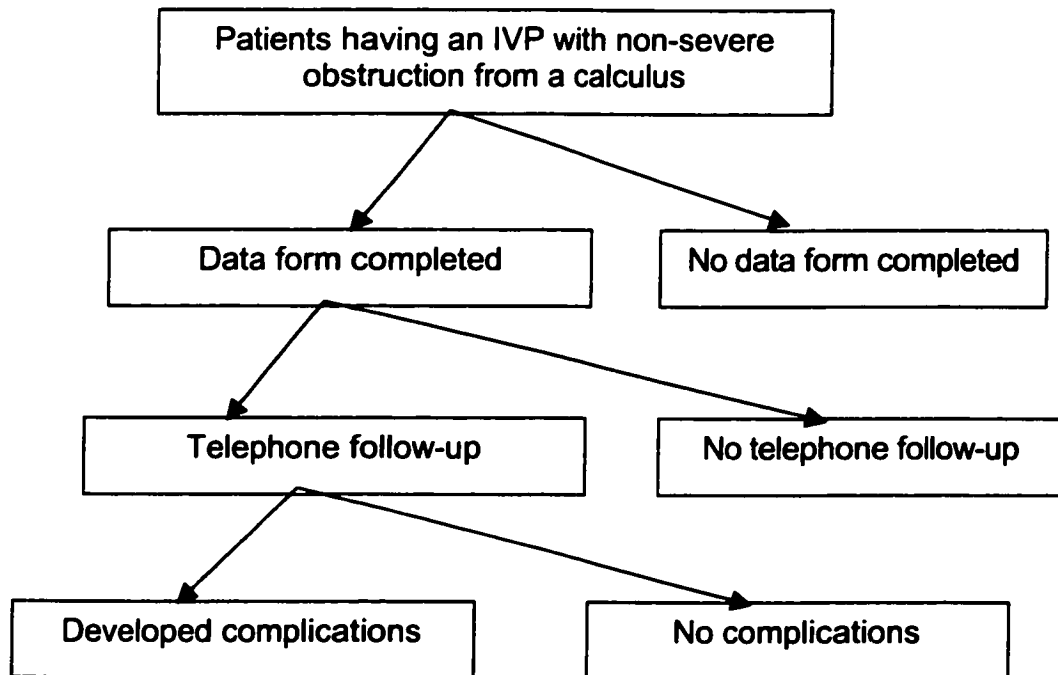 Patients having an IVP with non-severe
obstruction from a calculus
Data form completed
No data form completed
Telephone follow-up
No telephone follow-up
Developed complications
No complications